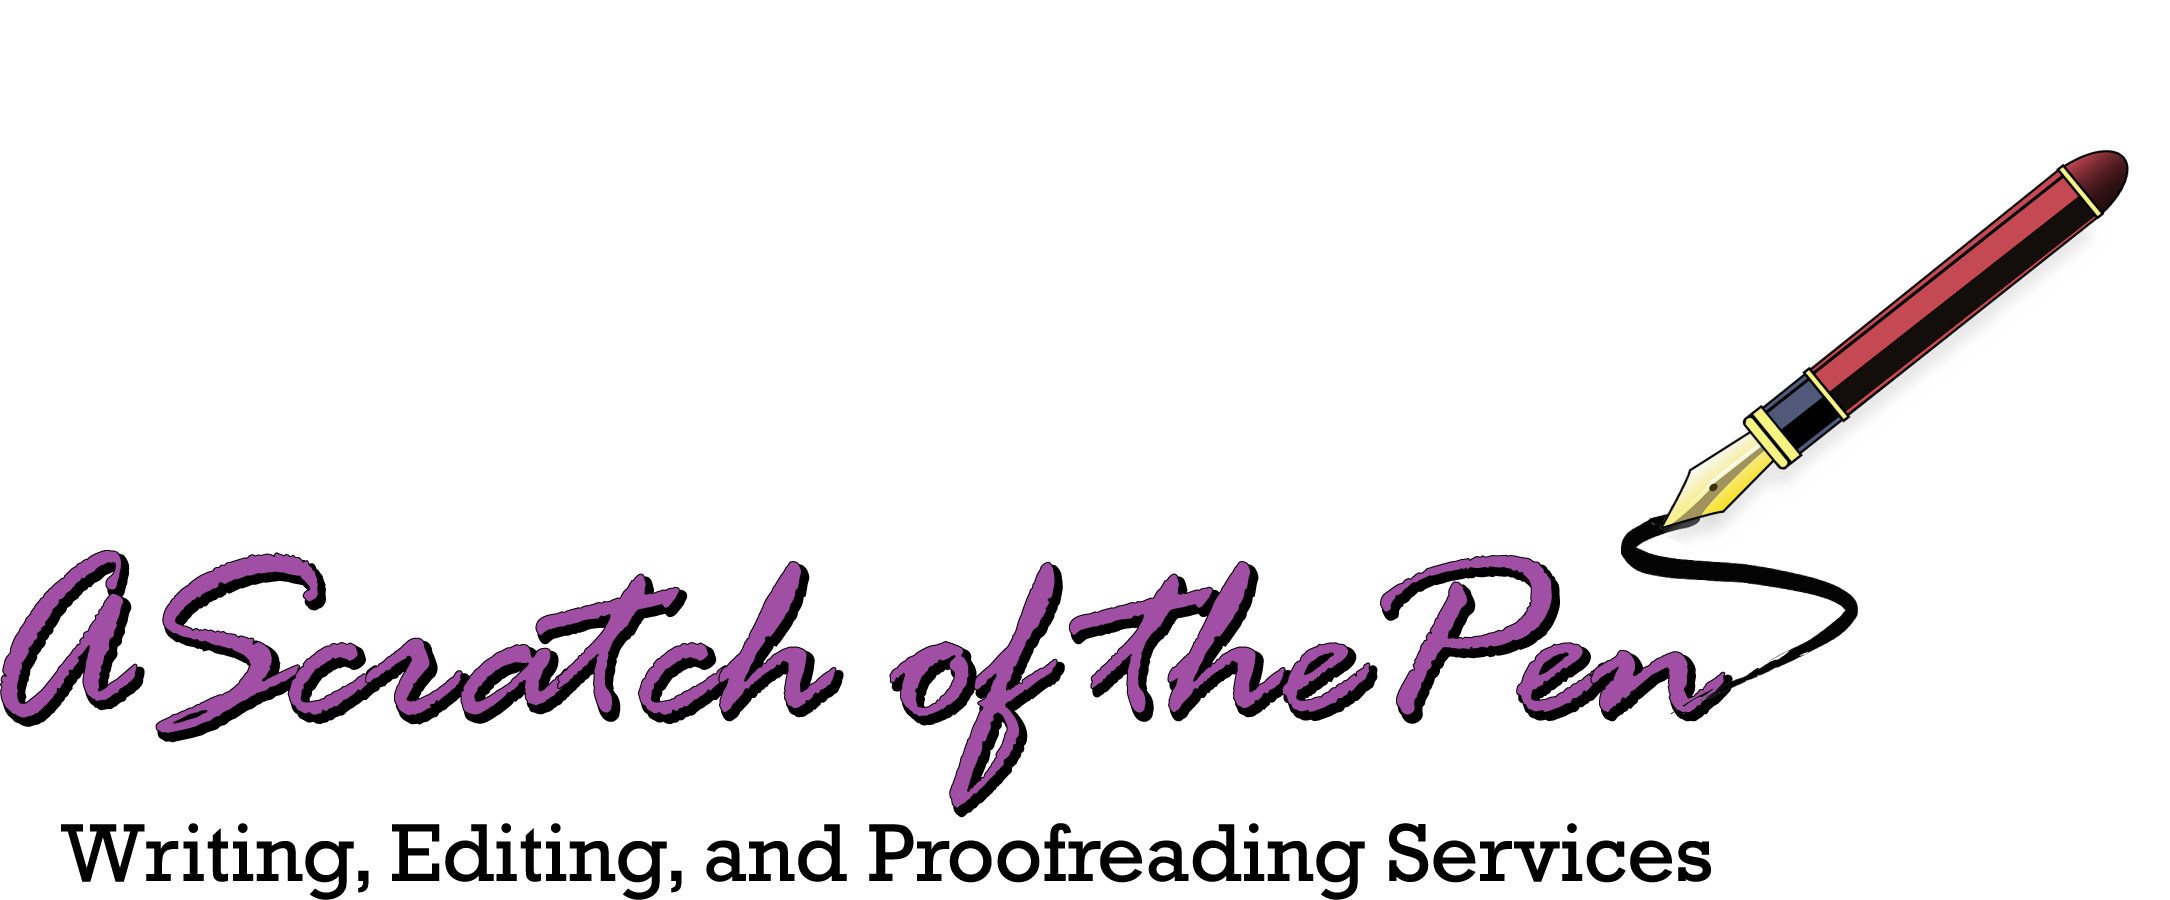 A Scratch of the Pen
Writing, Editing, and Proofreading Services